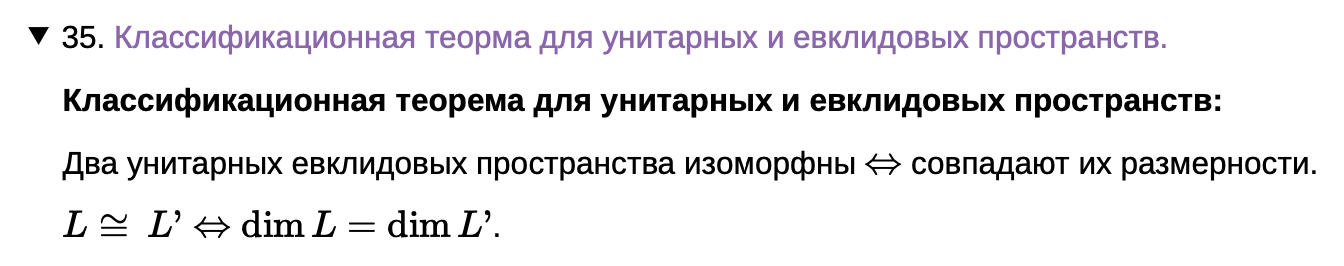 ▼ 35. Классификационная теорма для унитарных и евклидовых пространств.
Классификационная теорема для унитарных и евклидовых пространств:
Два унитарных евклидовых пространства изоморфны ⇔ совпадают их размерности.
L ≅ L’ ⇔ dim L = dim L’.